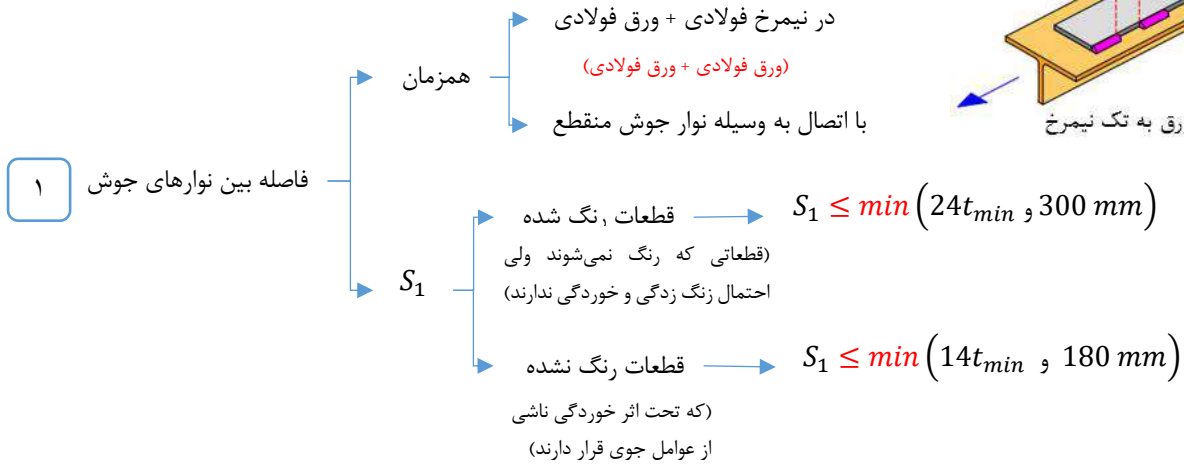 در نیمرخ فولادی + ورق فولادی
(ورق فولادی + ورق فولادی)
همزمان
با اتصال به وسیله نوار جوش منقطع
رق به تک نیمرخ
۱
فاصله بین نوارهای جوش
S₁
قطعات رنگ شده
S₁ ≤ min (24tₘᵢₙ و 300 mm)
(قطعاتی که رنگ نمی‌شوند ولی
احتمال زنگ زدگی و خوردگی ندارند)
قطعات رنگ نشده
S₁ ≤ min (14tₘᵢₙ و 180 mm)
(که تحت اثر خوردگی ناشی
از عوامل جوی قرار دارند)